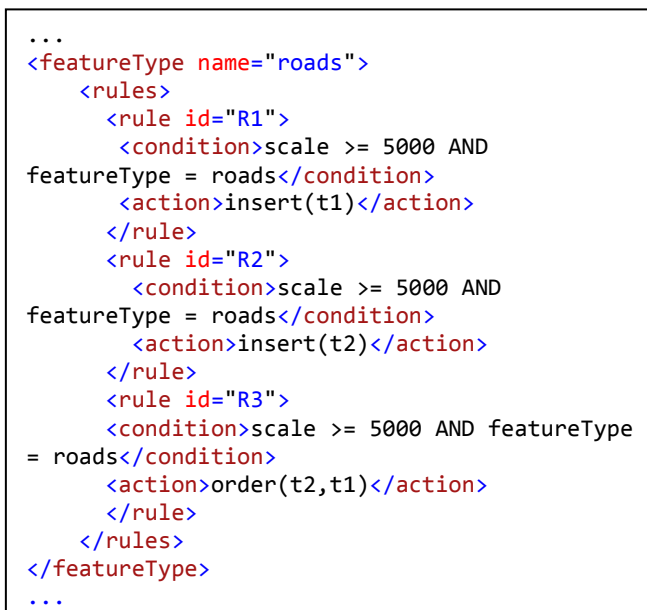 ...
<featureType name="roads">
    <rules>
      <rule id="R1">
       <condition>scale >= 5000 AND
featureType = roads</condition>
       <action>insert(t1)</action>
      </rule>
      <rule id="R2">
        <condition>scale >= 5000 AND
featureType = roads</condition>
        <action>insert(t2)</action>
      </rule>
      <rule id="R3">
      <condition>scale >= 5000 AND featureType
= roads</condition>
      <action>order(t2,t1)</action>
      </rule>
    </rules>
</featureType>
...